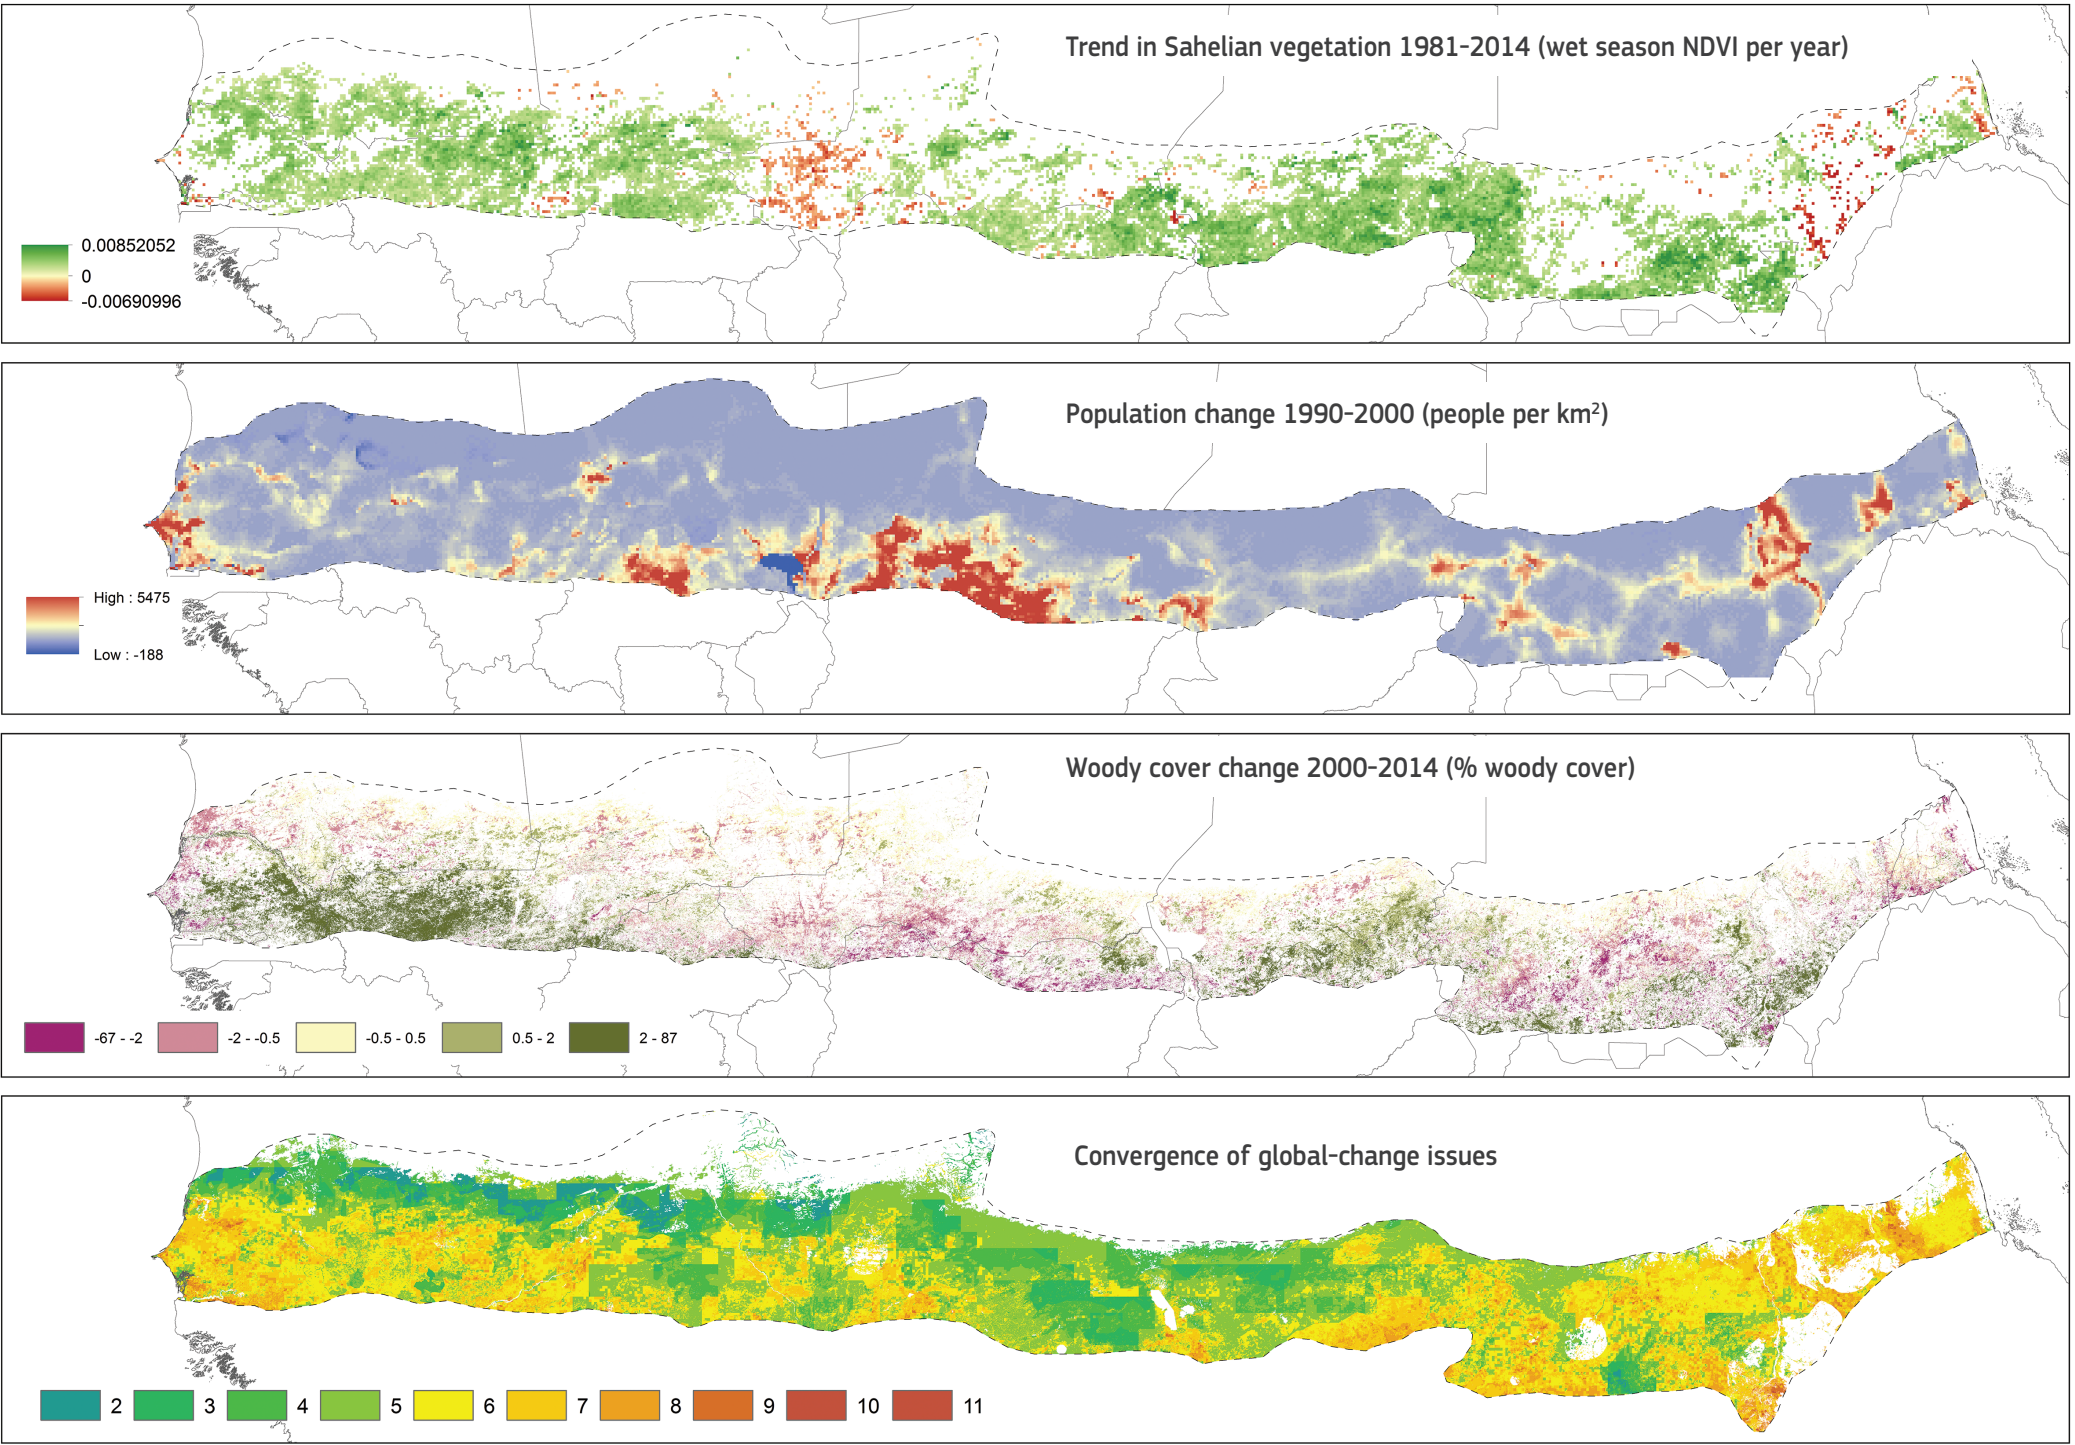 Trend in Sahelian vegetation 1981-2014 (wet season NDVI per year)
0.00852052
0
-0.00690996
Population change 1990-2000 (people per km²)
High : 5475
Low : -188
Woody cover change 2000-2014 (% woody cover)
-67 - -2 -2 - -0.5 -0.5 - 0.5 0.5 - 2 2 - 87
Convergence of global-change issues
2 3 4 5 6 7 8 9 10 11